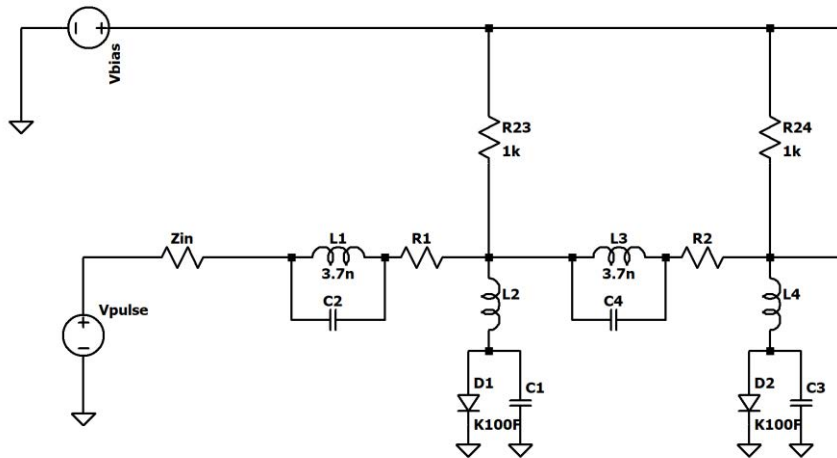 Vbias
R23
1k
R24
1k
Zin
L1
3.7n
R1
L3
3.7n
R2
C2
L2
C4
L4
Vpulse
D1
C1
D2
C3
K100F
K100F